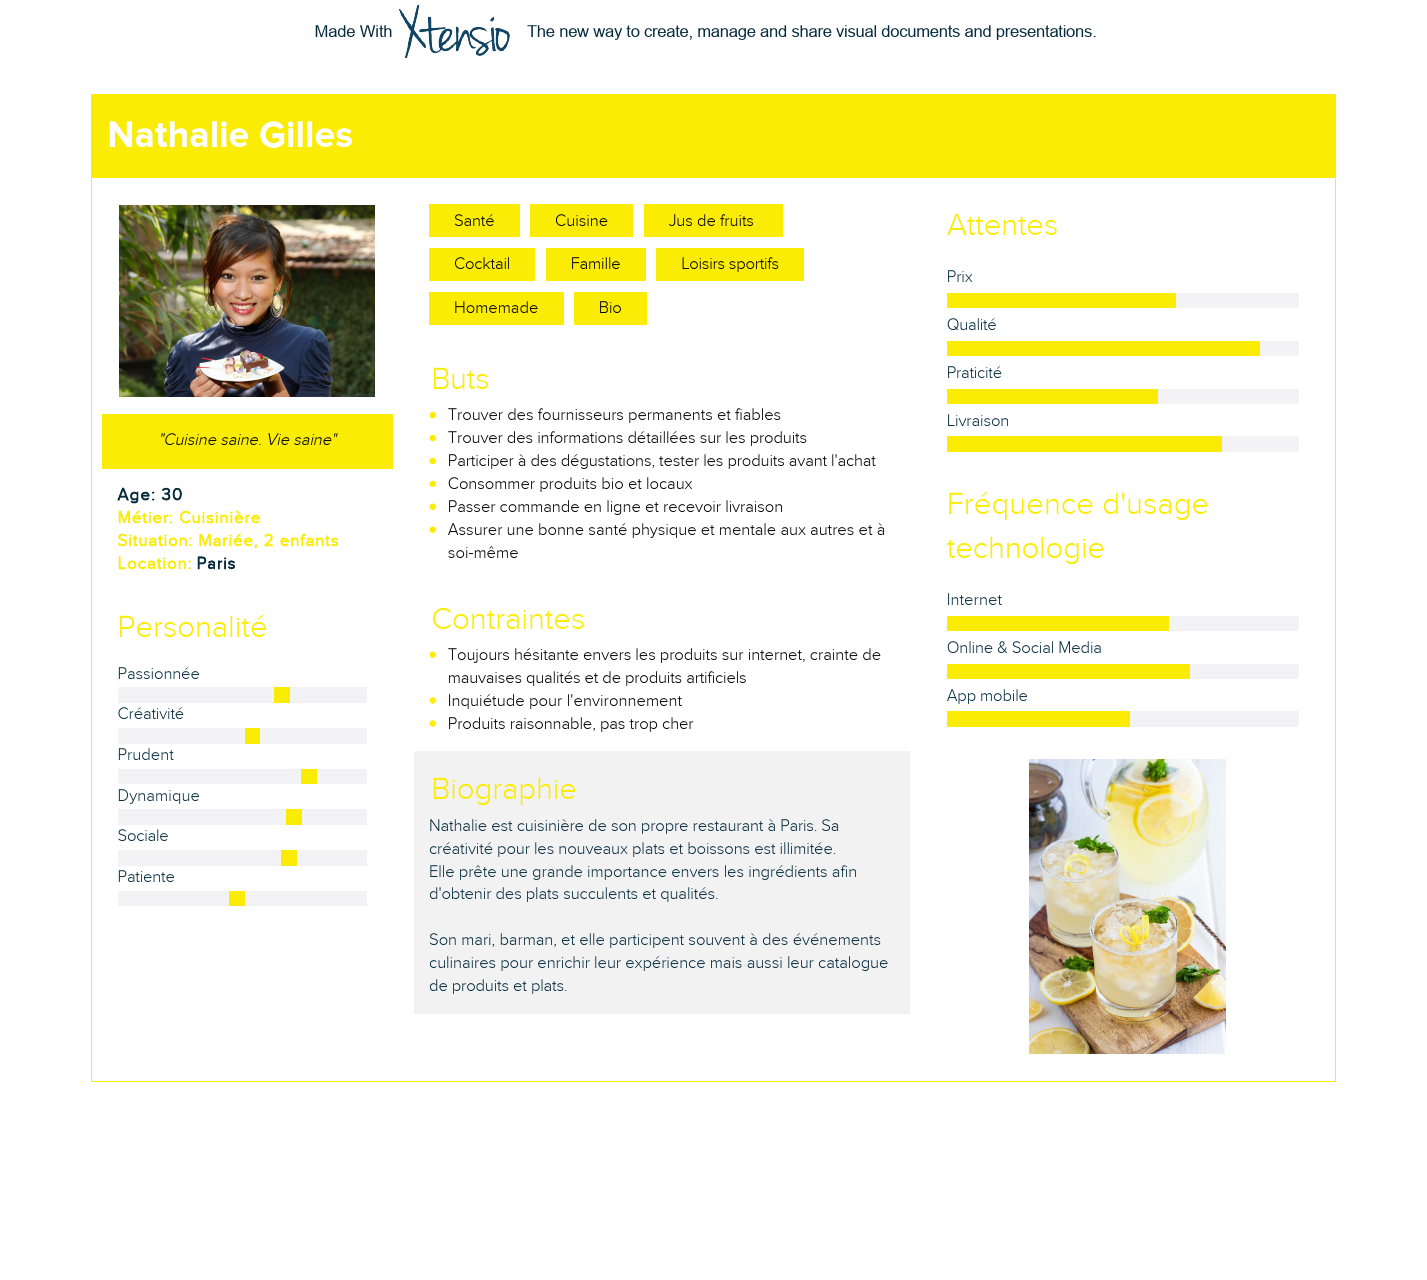 Made With Xtensio The new way to create, manage and share visual documents and presentations.
Nathalie Gilles
"Cuisine saine. Vie saine"
Age: 30
Métier: Cuisinière
Situation: Mariée, 2 enfants
Location: Paris
Personalité
Passionnée
Créativité
Prudent
Dynamique
Sociale
Patiente
Santé Cuisine Jus de fruits
Cocktail Famille Loisirs sportifs
Homemade Bio
Buts
Trouver des fournisseurs permanents et fiables
Trouver des informations détaillées sur les produits
Participer à des dégustations, tester les produits avant l'achat
Consommer produits bio et locaux
Passer commande en ligne et recevoir livraison
Assurer une bonne santé physique et mentale aux autres et à
soi-même
Contraintes
Toujours hésitante envers les produits sur internet, crainte de
mauvaises qualités et de produits artificiels
Inquiétude pour l'environnement
Produits raisonnable, pas trop cher
Biographie
Nathalie est cuisinière de son propre restaurant à Paris. Sa
créativité pour les nouveaux plats et boissons est illimitée.
Elle prête une grande importance envers les ingrédients afin
d'obtenir des plats succulents et qualités.
Son mari, barman, et elle participent souvent à des événements
culinaires pour enrichir leur expérience mais aussi leur catalogue
de produits et plats.
Attentes
Prix
Qualité
Praticité
Livraison
Fréquence d'usage
technologie
Internet
Online & Social Media
App mobile